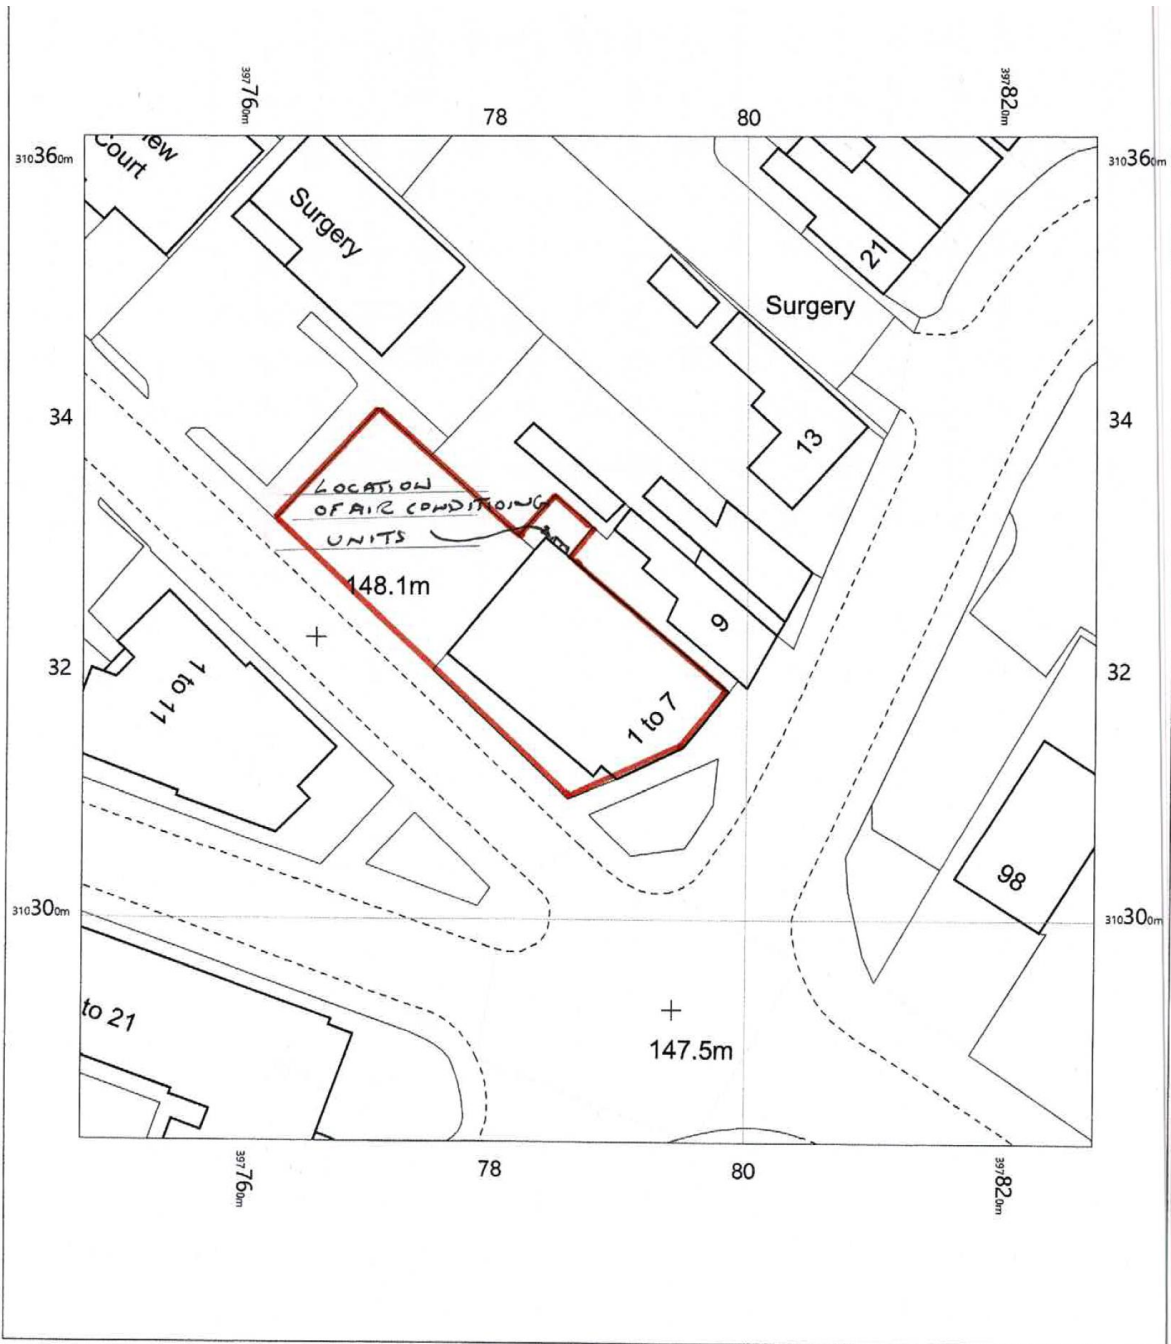 397760m
78
80
397820m
310360m
310360m
Court
Surgery
21
Surgery
34
34
13
LOCATION
OF AIR CONDITIOING
UNITS
148.1m
9
32
32
1 to 11
1 to 7
98
310300m
310300m
to 21
147.5m
397760m
78
80
397820m